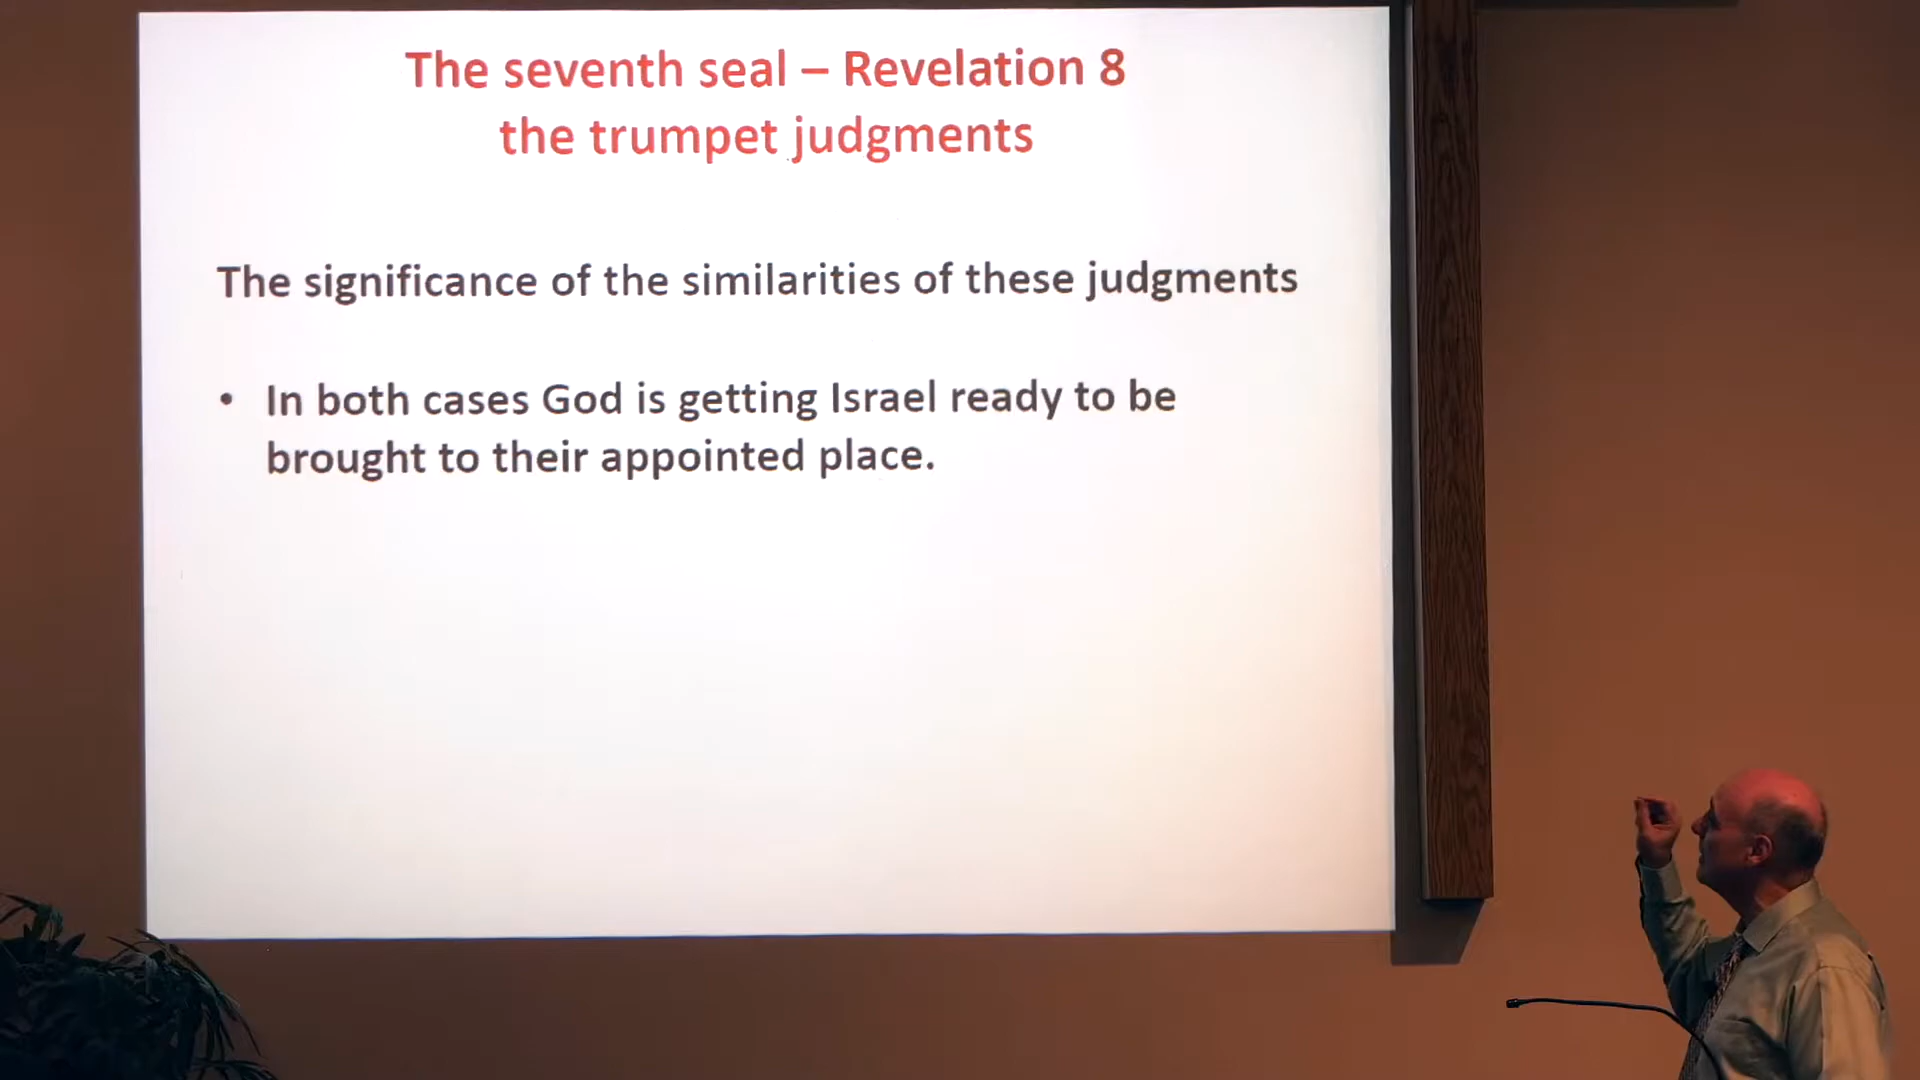 The seventh seal – Revelation 8
the trumpet judgments
The significance of the similarities of these judgments
• In both cases God is getting Israel ready to be
brought to their appointed place.